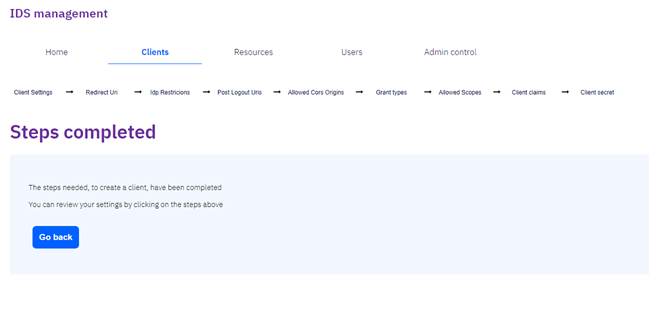 IDS management
Home Clients Resources Users Admin control
Client Settings → Redirect Uri → Idp Restricions → Post Logout Uris → Allowed Cors Origins → Grant types → Allowed Scopes → Client claims → Client secret
Steps completed
The steps needed, to create a client, have been completed
You can review your settings by clicking on the steps above
Go back